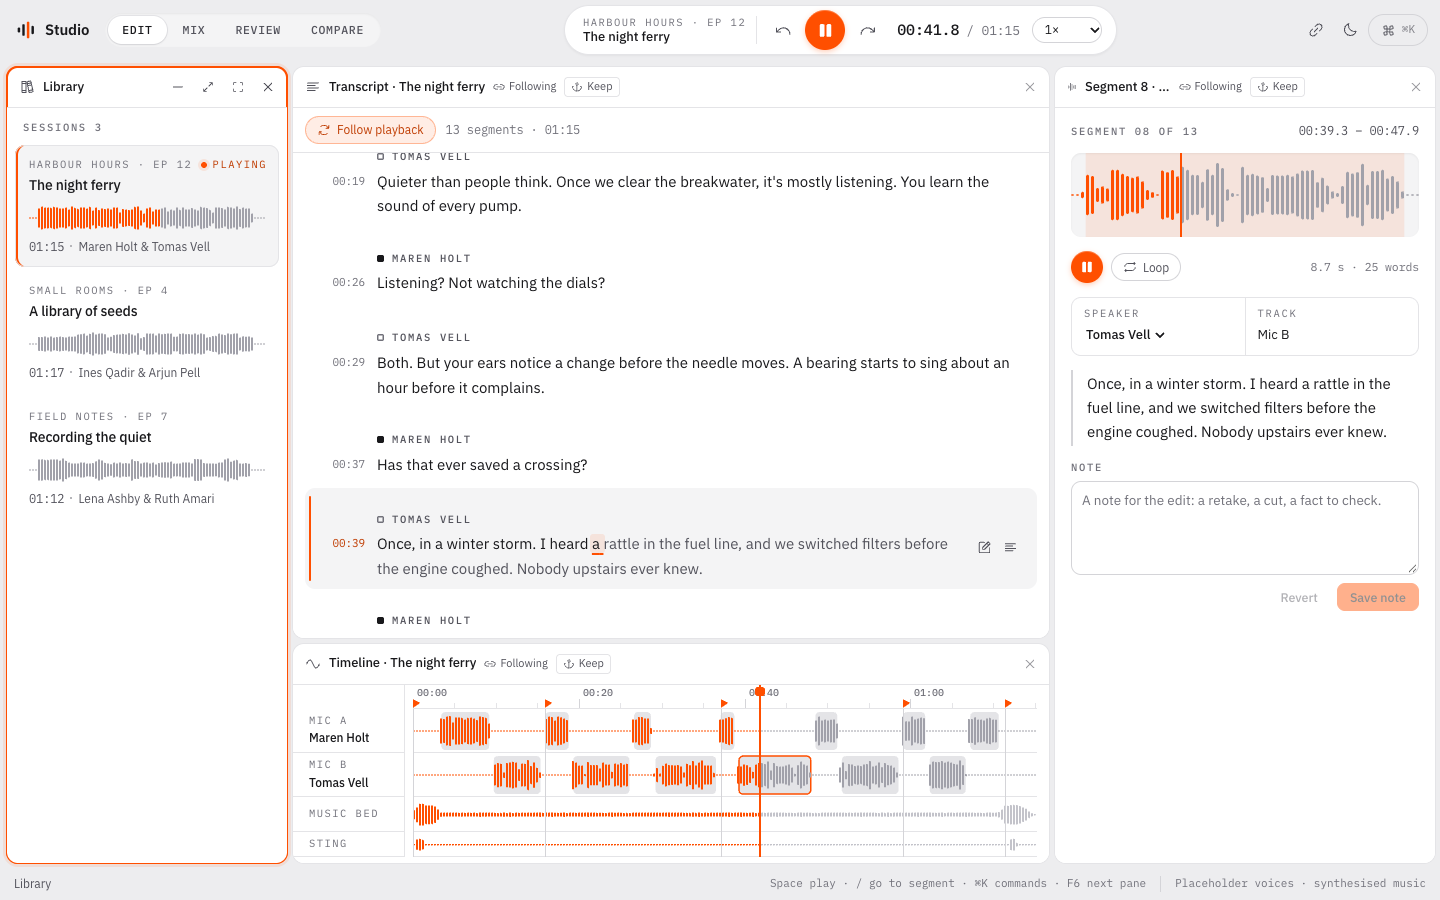 Studio
EDIT MIX REVIEW COMPARE
HARBOUR HOURS · EP 12
The night ferry
00:41.8 / 01:15
1×
⌘ ⌘K
Library
SESSIONS 3
HARBOUR HOURS · EP 12 PLAYING
The night ferry
01:15 · Maren Holt & Tomas Vell
SMALL ROOMS · EP 4
A library of seeds
01:17 · Ines Qadir & Arjun Pell
FIELD NOTES · EP 7
Recording the quiet
01:12 · Lena Ashby & Ruth Amari
Transcript · The night ferry Following Keep
Follow playback 13 segments · 01:15
TOMAS VELL
00:19 Quieter than people think. Once we clear the breakwater, it's mostly listening. You learn the
sound of every pump.
MAREN HOLT
00:26 Listening? Not watching the dials?
TOMAS VELL
00:29 Both. But your ears notice a change before the needle moves. A bearing starts to sing about an
hour before it complains.
MAREN HOLT
00:37 Has that ever saved a crossing?
TOMAS VELL
00:39 Once, in a winter storm. I heard a rattle in the fuel line, and we switched filters before
the engine coughed. Nobody upstairs ever knew.
MAREN HOLT
Timeline · The night ferry Following Keep
00:00 00:20 01:00
MIC A
Maren Holt
MIC B
Tomas Vell
MUSIC BED
STING
Segment 8 · ... Following Keep
SEGMENT 08 OF 13 00:39.3 – 00:47.9
Loop 8.7 s · 25 words
SPEAKER TRACK
Tomas Vell Mic B
Once, in a winter storm. I heard a rattle in the
fuel line, and we switched filters before the
engine coughed. Nobody upstairs ever knew.
NOTE
A note for the edit: a retake, a cut, a fact to check.
Revert Save note
Library
Space play · / go to segment · ⌘K commands · F6 next pane Placeholder voices · synthesised music